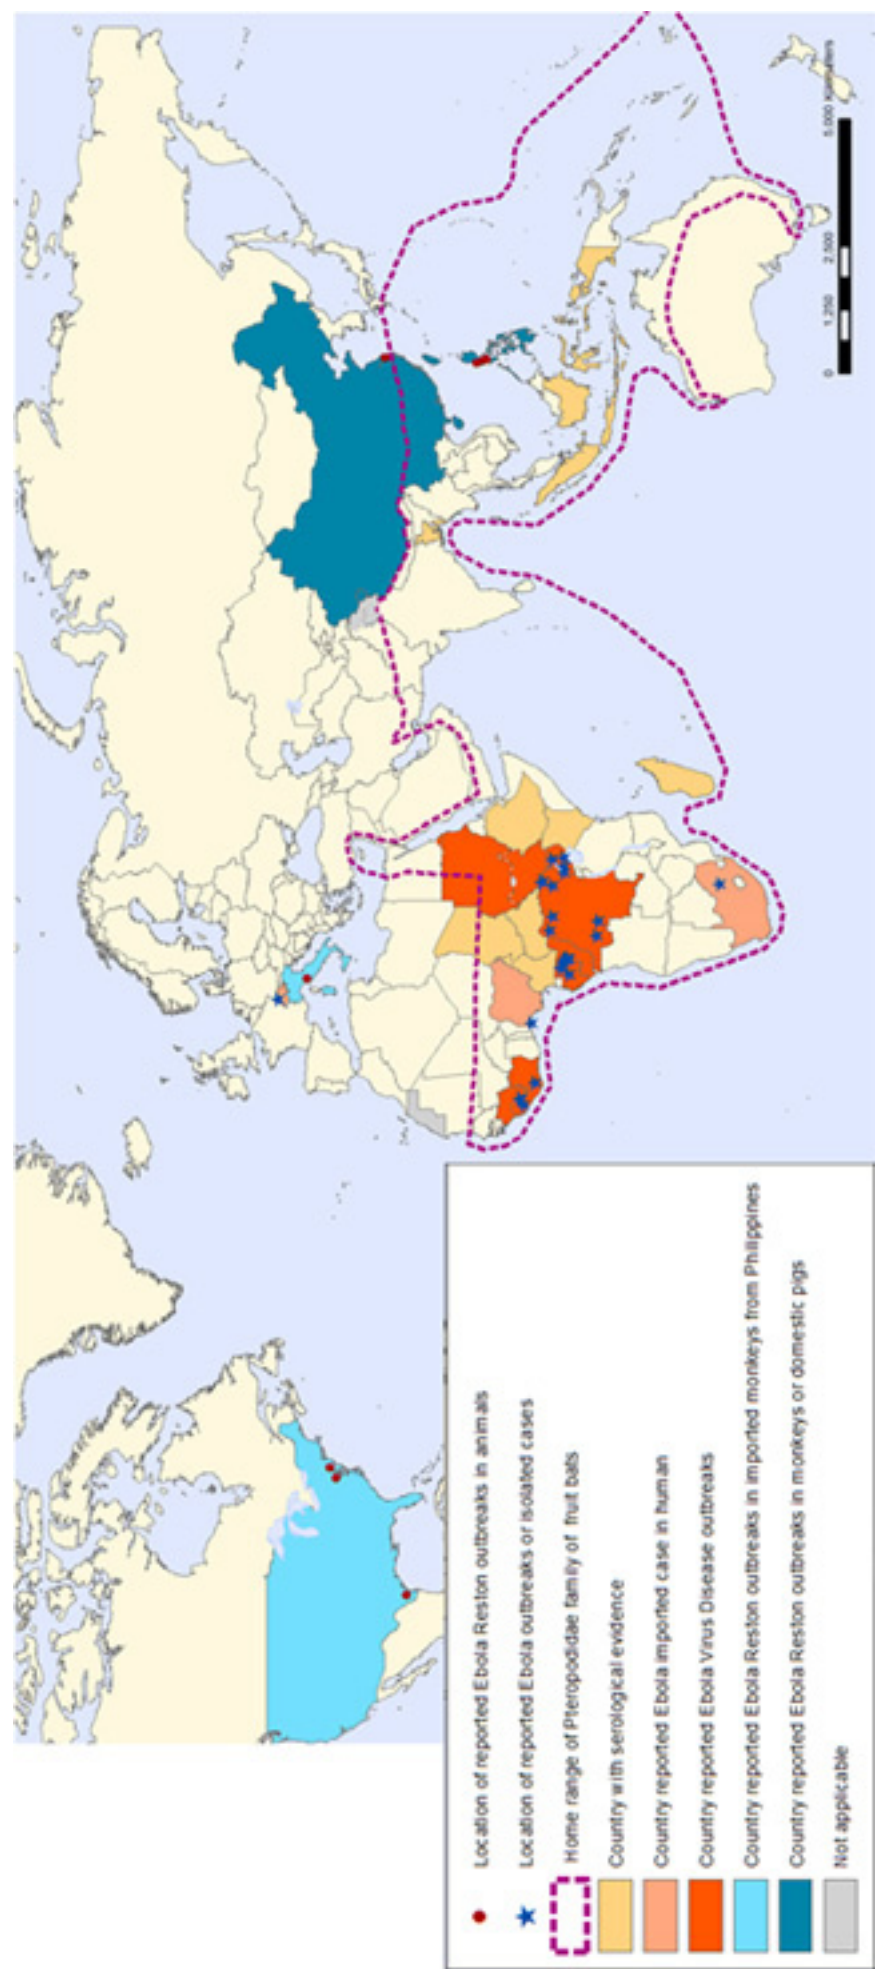 Location of reported Ebola Reston outbreaks in animals
Location of reported Ebola outbreaks or isolated cases
Home range of Pteropodidae family of fruit bats
Country with serological evidence
Country reported Ebola imported case in human
Country reported Ebola Virus Disease outbreaks
Country reported Ebola Reston outbreaks in imported monkeys from Philippines
Country reported Ebola Reston outbreaks in monkeys or domestic pigs
Not applicable
0 1,250 2,500 5,000 Kilometers